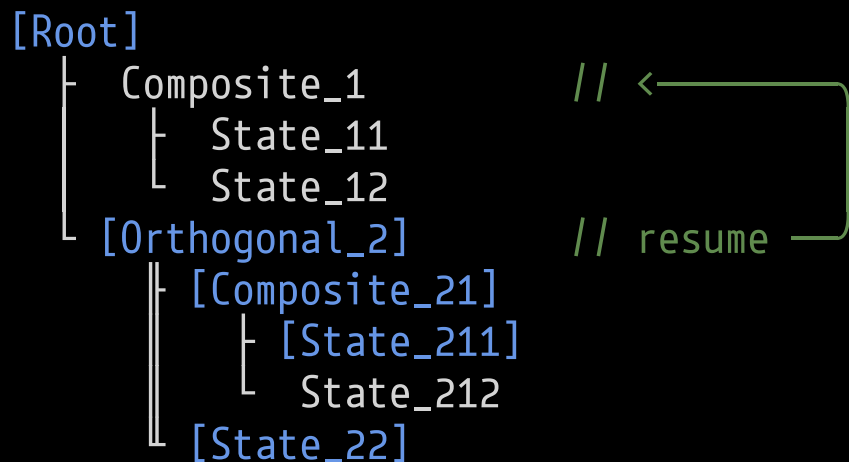 [Root]
Composite_1 //
State_11
State_12
[Orthogonal_2] // resume
[Composite_21]
[State_211]
State_212
[State_22]